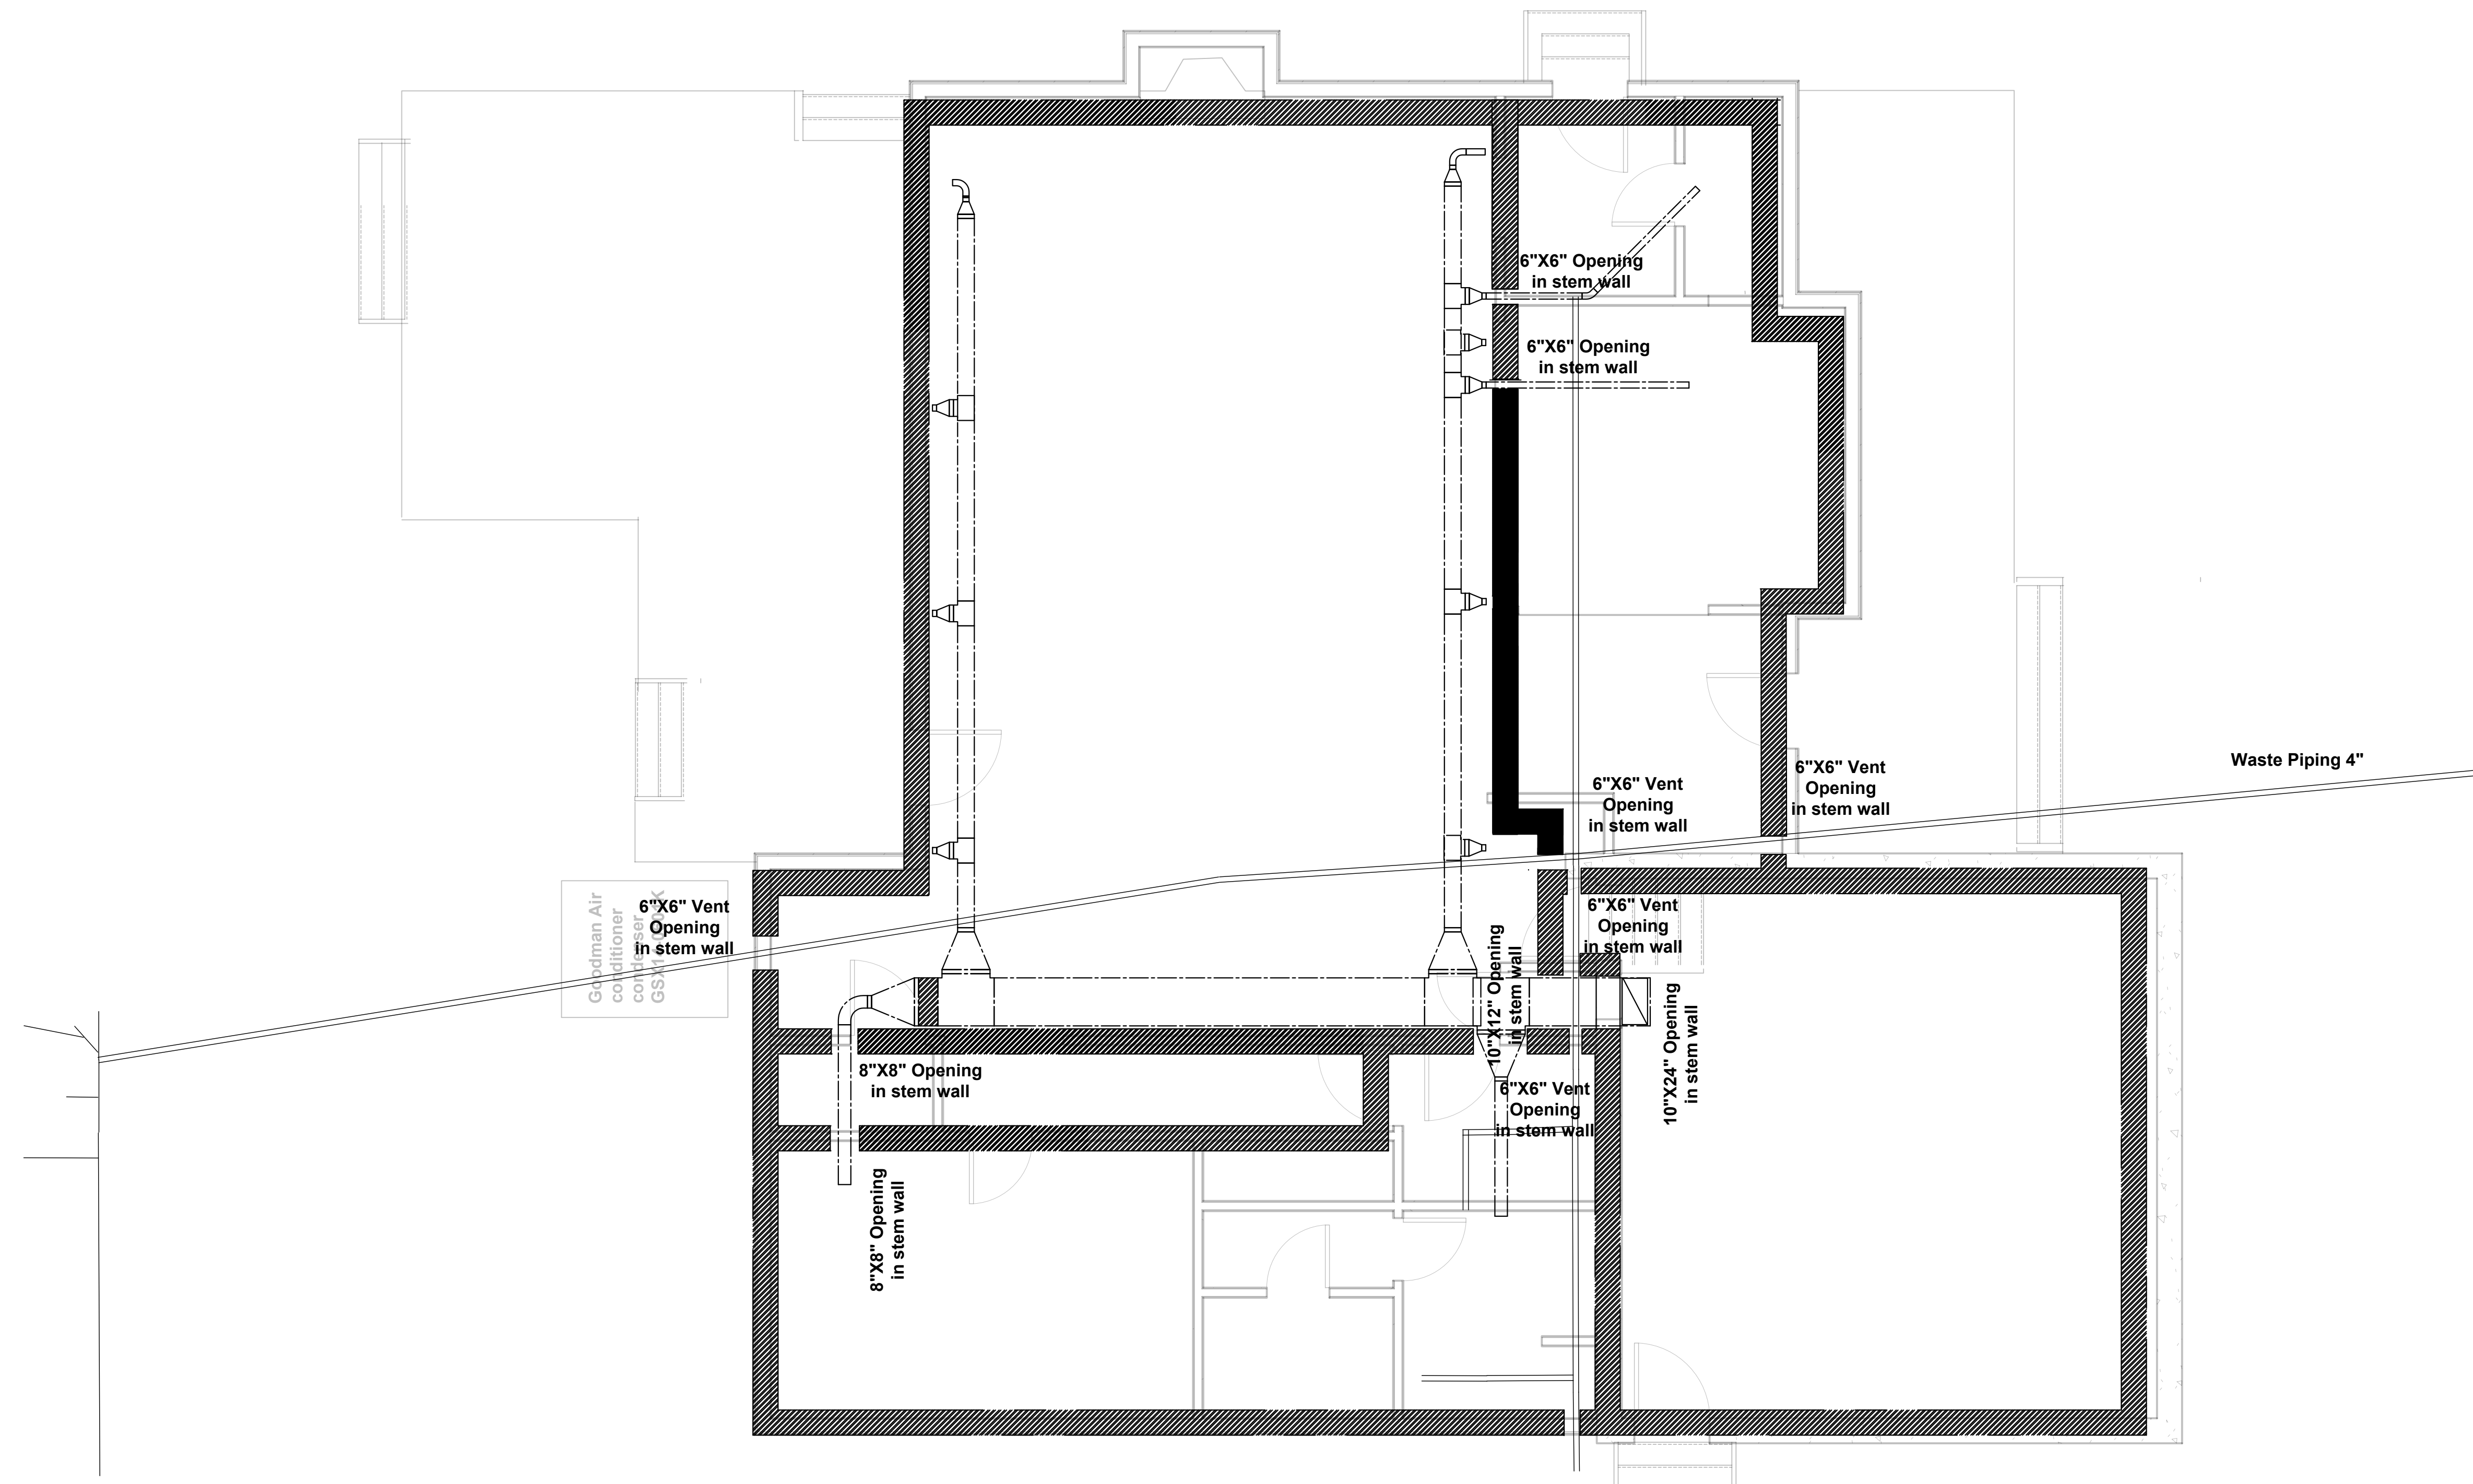 6"X6" Opening
in stem wall
6"X6" Opening
in stem wall
Waste Piping 4"
6"X6" Vent
Opening
in stem wall
6"X6" Vent
Opening
in stem wall
Goodman Air
conditioner
condenser
6"X6" Vent
Opening
in stem wall
6"X6" Vent
Opening
in stem wall
10"X12" Opening
in stem wall
10"X24" Opening
in stem wall
8"X8" Opening
in stem wall
6"X6" Vent
Opening
in stem wall
8"X8" Opening
in stem wall